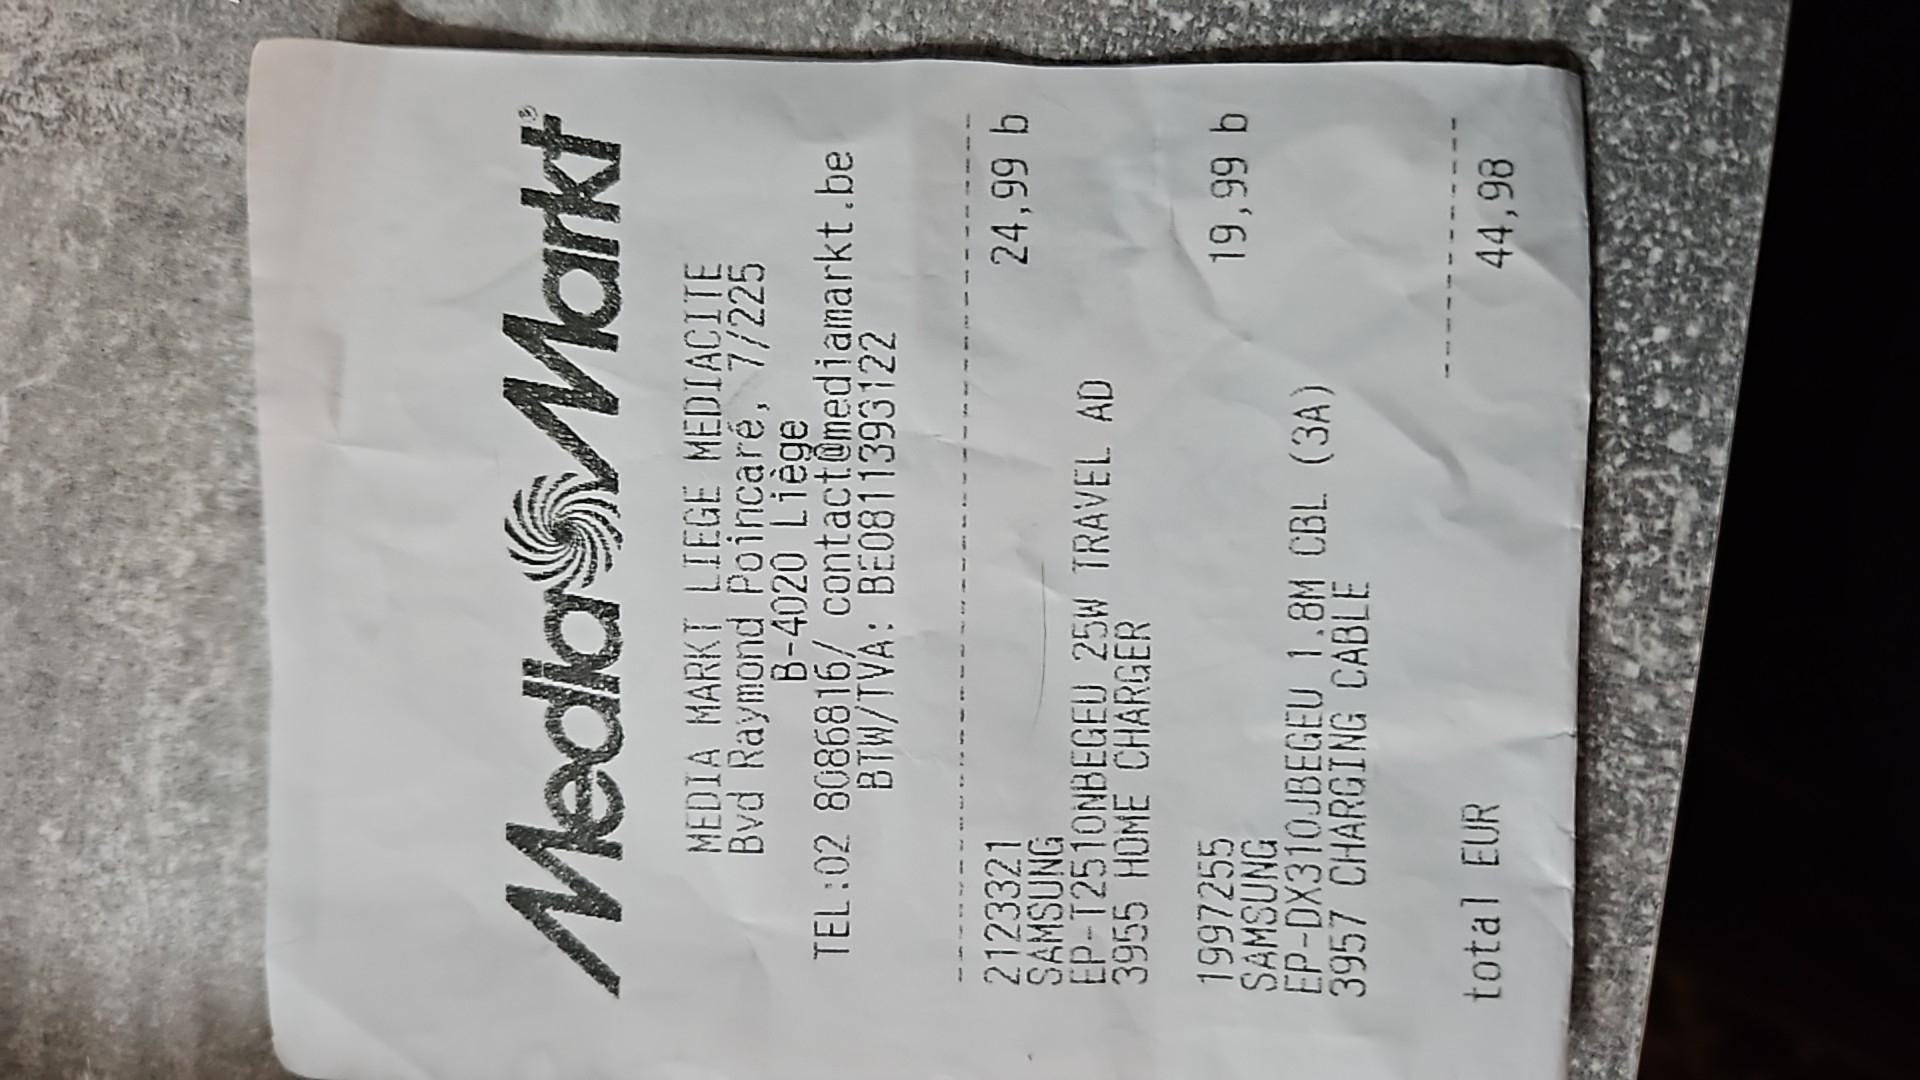 MediaMarkt®
MEDIA MARKT LIEGE MEDIACITE
Bvd Raymond Poincaré, 7/225
B-4020 Liège
TEL:02 8086816/ contact@mediamarkt.be
BTW/TVA: BE0811393122
2123321 24,99 b
SAMSUNG
EP-T2510NBEGEU 25W TRAVEL AD
3955 HOME CHARGER
1997255 19,99 b
SAMSUNG
EP-DX310JBEGEU 1.8M CBL (3A)
3957 CHARGING CABLE
total EUR 44,98